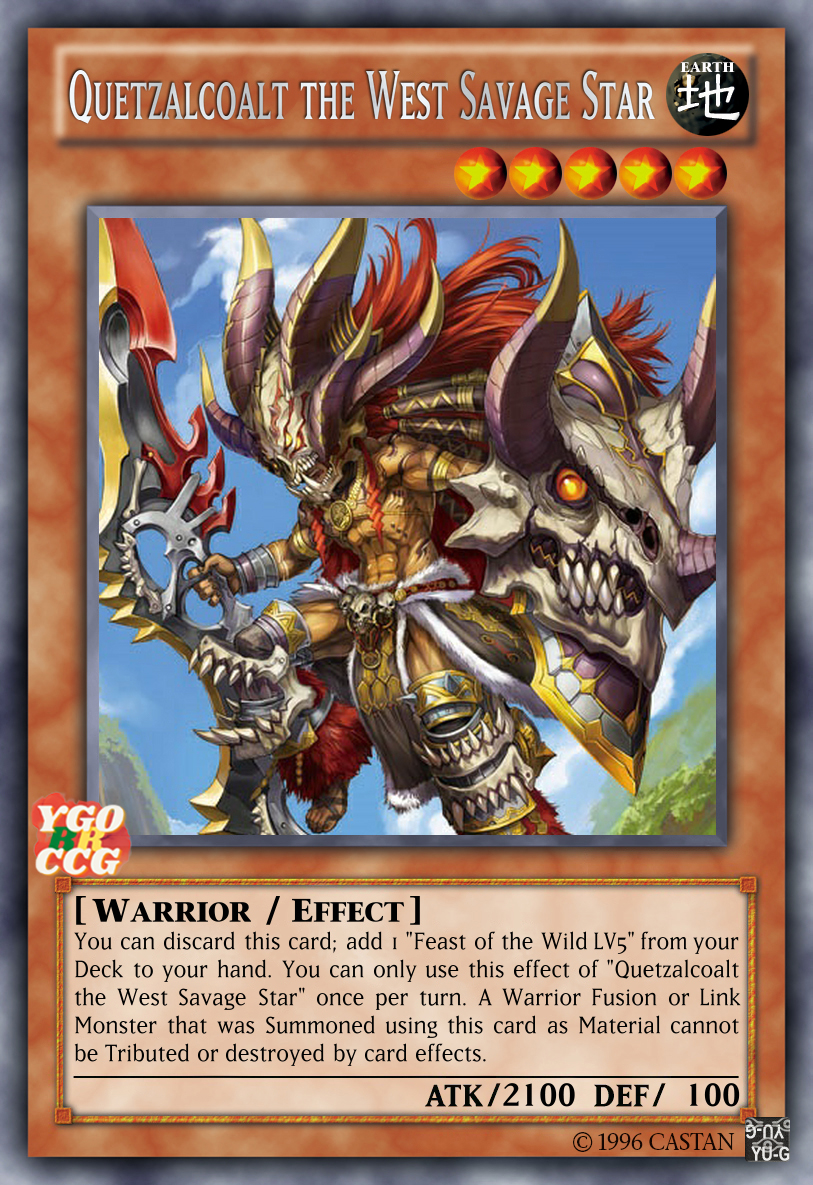 QUETZALCOALT THE WEST SAVAGE STAR
EARTH
地
YGO
BR
CCG
[ WARRIOR / EFFECT ]
You can discard this card; add 1 "Feast of the Wild LV5" from your
Deck to your hand. You can only use this effect of "Quetzalcoalt
the West Savage Star" once per turn. A Warrior Fusion or Link
Monster that was Summoned using this card as Material cannot
be Tributed or destroyed by card effects.
ATK/2100 DEF/ 100
© 1996 CASTAN
YU-G
YU-G